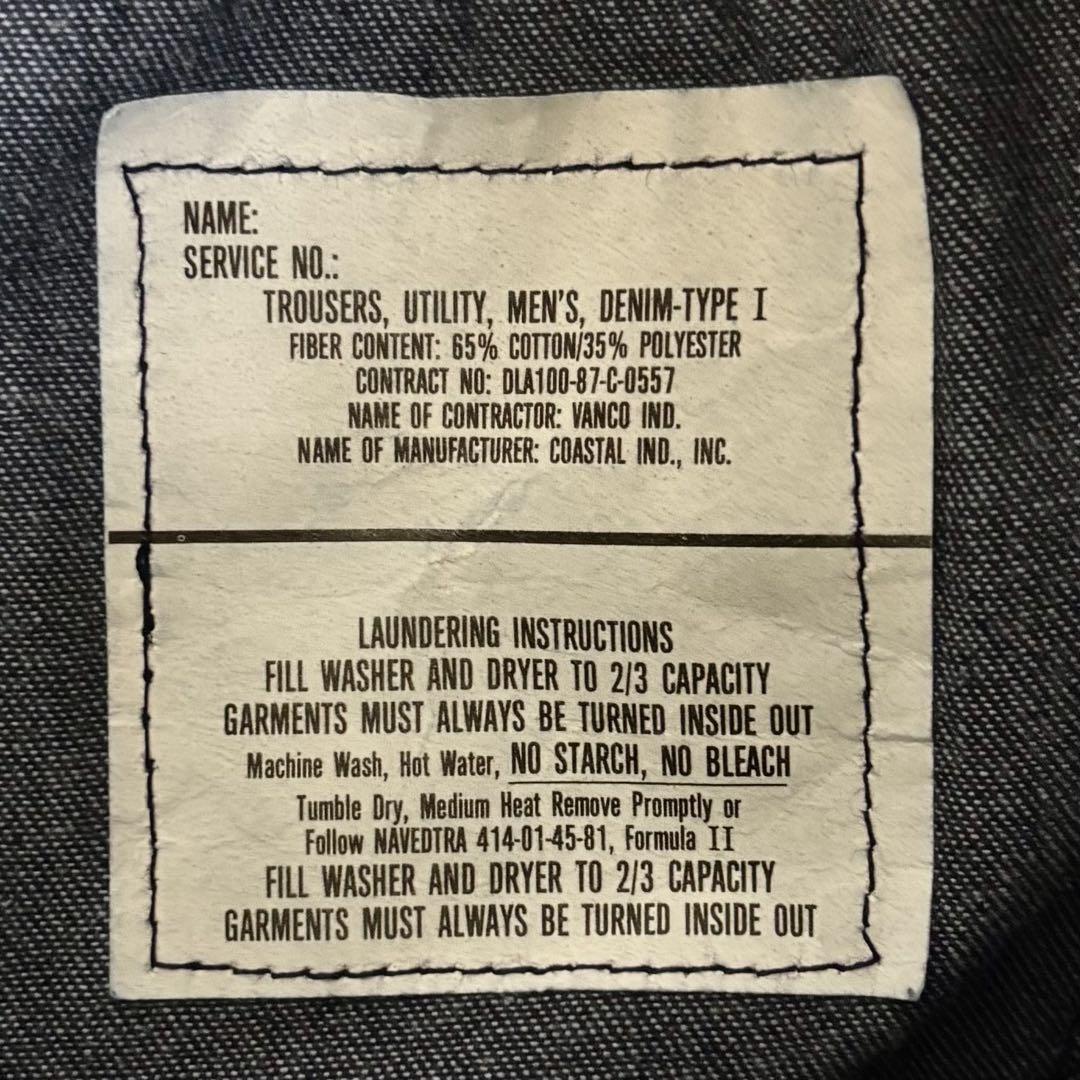 NAME:
SERVICE NO.:
TROUSERS, UTILITY, MEN'S, DENIM-TYPE I
FIBER CONTENT: 65% COTTON/35% POLYESTER
CONTRACT NO: DLA100-87-C-0557
NAME OF CONTRACTOR: VANCO IND.
NAME OF MANUFACTURER: COASTAL IND., INC.
LAUNDERING INSTRUCTIONS
FILL WASHER AND DRYER TO 2/3 CAPACITY
GARMENTS MUST ALWAYS BE TURNED INSIDE OUT
Machine Wash, Hot Water, NO STARCH, NO BLEACH
Tumble Dry, Medium Heat Remove Promptly or
Follow NAVEDTRA 414-01-45-81, Formula II
FILL WASHER AND DRYER TO 2/3 CAPACITY
GARMENTS MUST ALWAYS BE TURNED INSIDE OUT